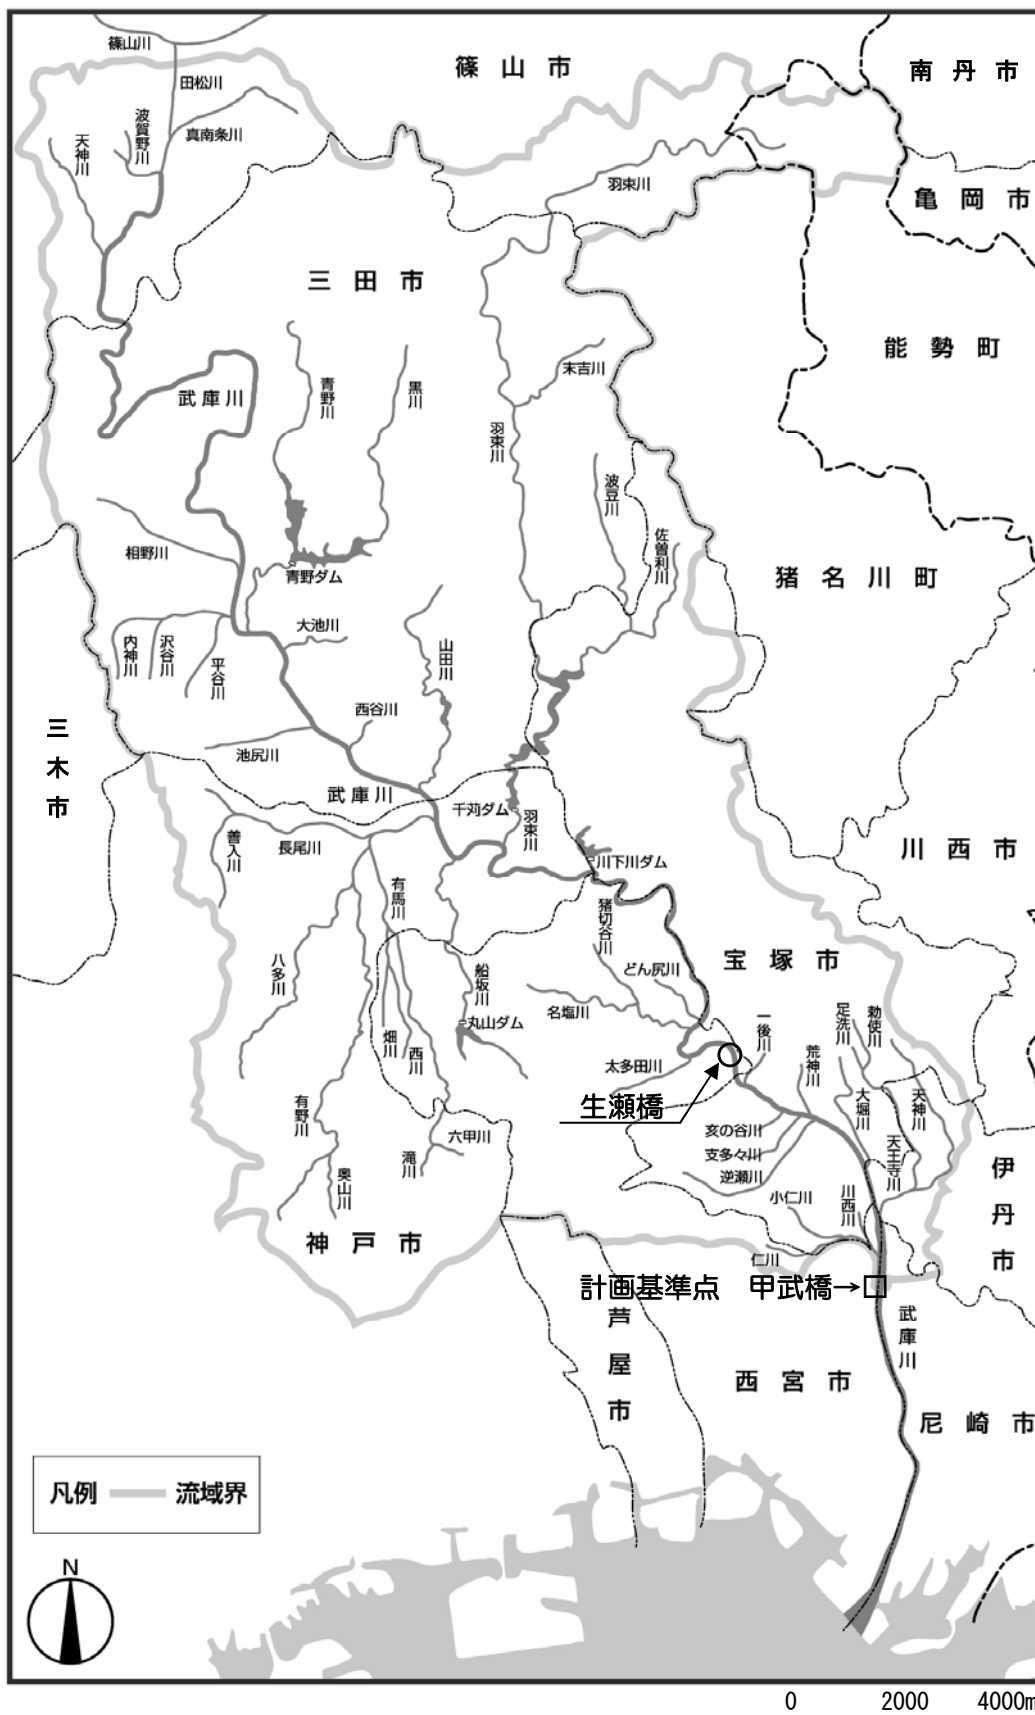 篠山川
篠山市
南丹市
田松川
波賀野川
真南条川
天神川
羽束川
亀岡市
三田市
能勢町
末吉川
武庫川
青野川
黒川
羽束川
波豆川
佐曽利川
相野川
青野ダム
猪名川町
大池川
内神川
沢谷川
平谷川
山田川
西谷川
三木市
池尻川
武庫川
千苅ダム
羽束川
善入川
長尾川
川下川ダム
川西市
有馬川
猪切谷川
宝塚市
八多川
船坂川
どん尻川
名塩川
丸山ダム
一後川
足洗川
勅使川
畑川
西川
太多田川
荒神川
生瀬橋
大堀川
天神川
有野川
六甲川
亥の谷川
支多々川
天王寺川
滝川
逆瀬川
伊丹市
奥山川
小仁川
川西川
神戸市
仁川
計画基準点 甲武橋→
芦屋市
武庫川
西宮市
尼崎市
凡例 流域界
N
0 2000 4000m